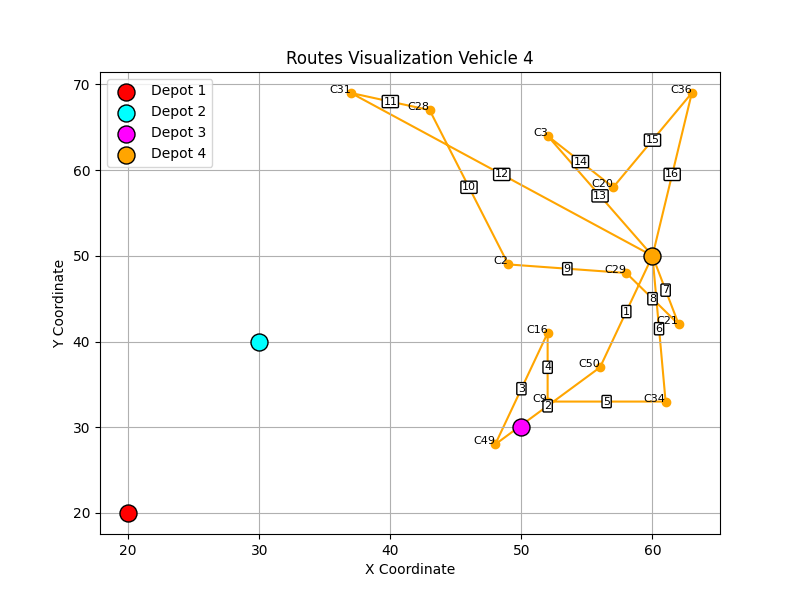 Routes Visualization Vehicle 4
Depot 1
Depot 2
Depot 3
Depot 4
70
60
50
40
30
20
Y Coordinate
20
30
40
50
60
X Coordinate
C31
11
C28
C36
C3
14
15
12
16
C20
10
13
C2
9
C29
7
8
1
C21
6
C16
4
C50
3
C9
2
5
C34
C49